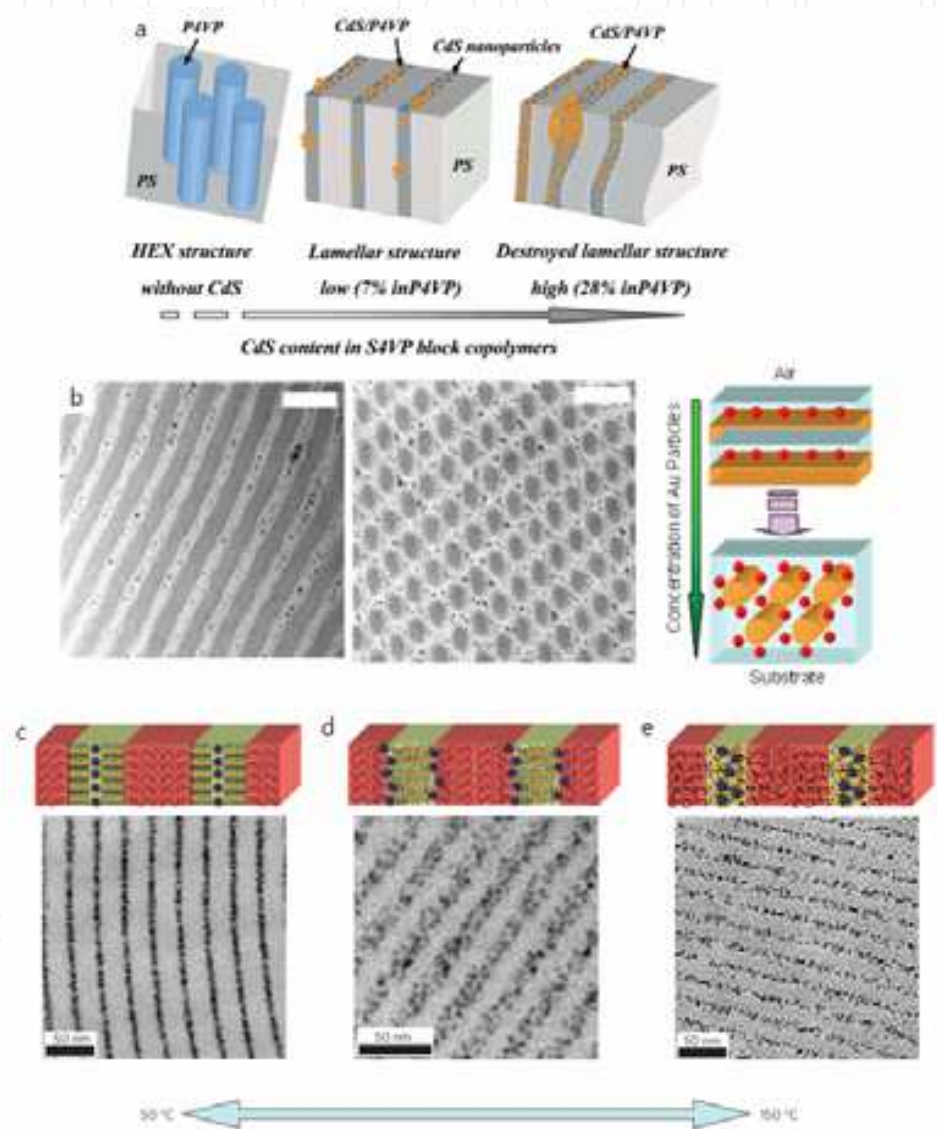 a
P4VP
CdS/P4VP
CdS nanoparticles
CdS/P4VP
PS
PS
PS
HEX structure
without CdS
Lamellar structure
low (7% inP4VP)
Destroyed lamellar structure
high (28% inP4VP)
CdS content in S4VP block copolymers
b
Air
Concentration of Au Particles
Substrate
c
d
e
50 nm
50 nm
50 nm
50 °C
150 °C